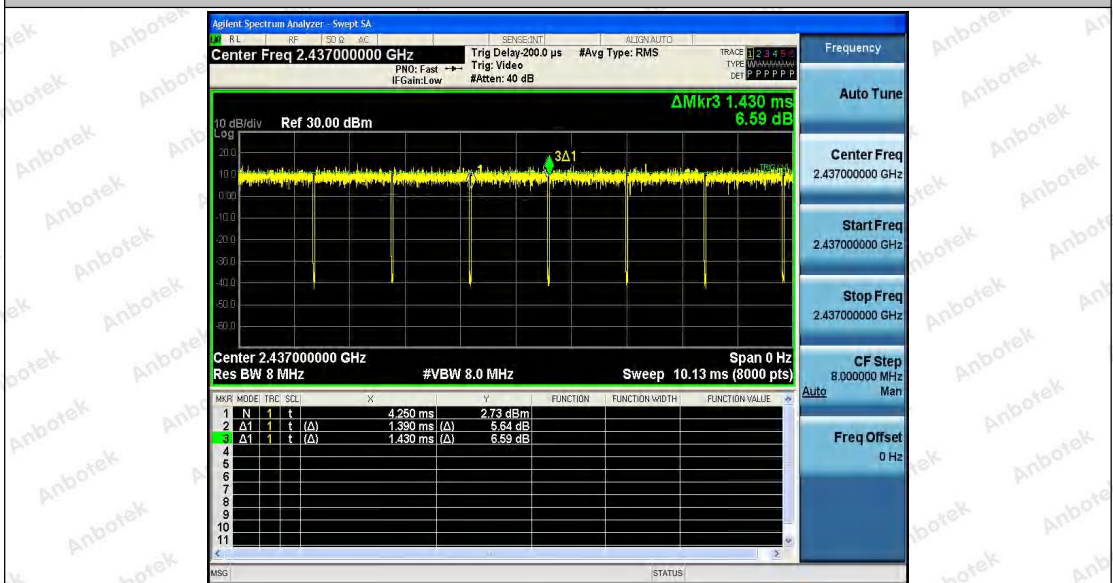 Agilent Spectrum Analyzer - Swept SA
RL RF 50 Ω AC SENSE:INT ALIGNAUTO
Center Freq 2.437000000 GHz
PNO: Fast
IFGain:Low
Trig Delay-200.0 µs
Trig: Video
#Atten: 40 dB
#Avg Type: RMS
TRACE 1 2 3 4 5 6
TYPE WWWWWW
DET P P P P P P
ΔMkr3 1.430 ms
6.59 dB
10 dB/div Ref 30.00 dBm
Log
20.0
10.0
0.00
-10.0
-20.0
-30.0
-40.0
-50.0
-60.0
1
3Δ1
Center 2.437000000 GHz Span 0 Hz
Res BW 8 MHz #VBW 8.0 MHz Sweep 10.13 ms (8000 pts)
MKR MODE TRC SCL X Y FUNCTION FUNCTION WIDTH FUNCTION VALUE
1 N 1 t 4.250 ms 2.73 dBm
2 Δ1 1 t (Δ) 1.390 ms (Δ) 5.64 dB
3 Δ1 1 t (Δ) 1.430 ms (Δ) 6.59 dB
4
5
6
7
8
9
10
11
MSG STATUS
Frequency
Auto Tune
Center Freq
2.437000000 GHz
Start Freq
2.437000000 GHz
Stop Freq
2.437000000 GHz
CF Step
8.000000 MHz
Auto Man
Freq Offset
0 Hz
Anbotek